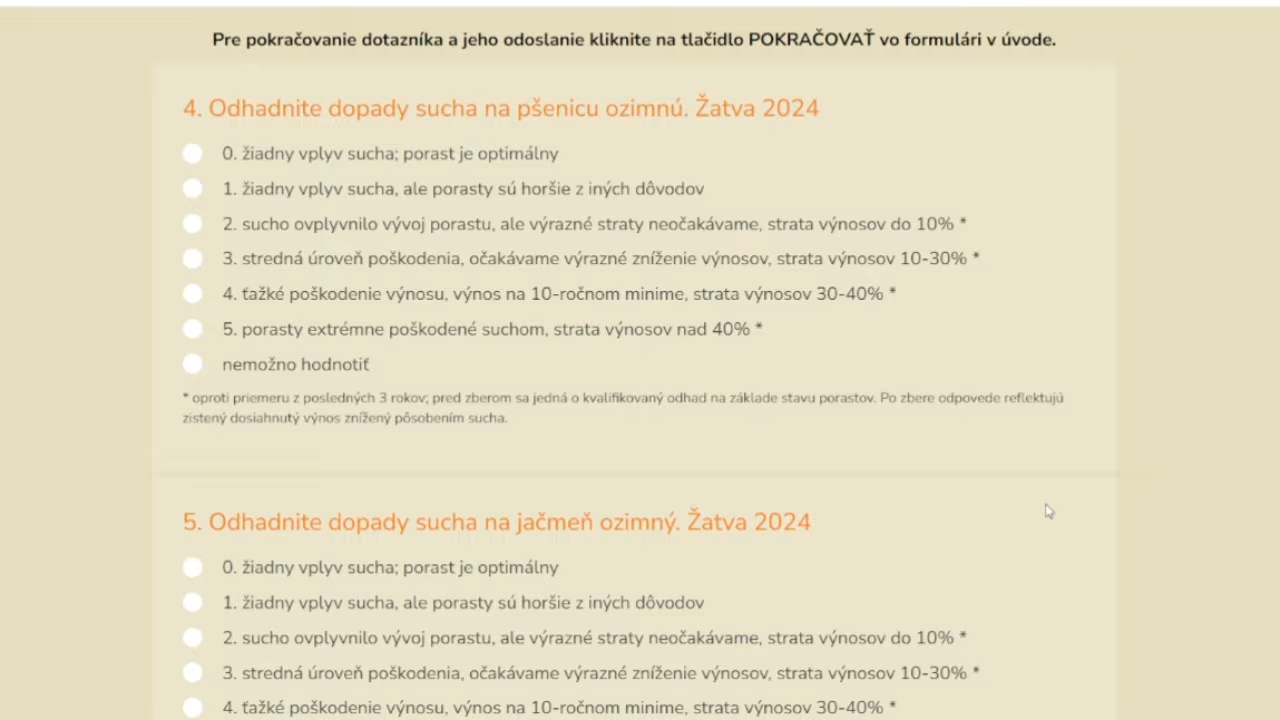 Pre pokračovanie dotazníka a jeho odoslanie kliknite na tlačidlo POKRAČOVAŤ vo formulári v úvode.
4. Odhadnite dopady sucha na pšenicu ozimnú. Žatva 2024
0. žiadny vplyv sucha; porast je optimálny
1. žiadny vplyv sucha, ale porasty sú horšie z iných dôvodov
2. sucho ovplyvnilo vývoj porastu, ale výrazné straty neočakávame, strata výnosov do 10% *
3. stredná úroveň poškodenia, očakávame výrazné zníženie výnosov, strata výnosov 10-30% *
4. ťažké poškodenie výnosu, výnos na 10-ročnom minime, strata výnosov 30-40% *
5. porasty extrémne poškodené suchom, strata výnosov nad 40% *
nemožno hodnotiť
* oproti priemeru z posledných 3 rokov; pred zberom sa jedná o kvalifikovaný odhad na základe stavu porastov. Po zbere odpovede reflektujú
zistený dosiahnutý výnos znížený pôsobením sucha.
5. Odhadnite dopady sucha na jačmeň ozimný. Žatva 2024
0. žiadny vplyv sucha; porast je optimálny
1. žiadny vplyv sucha, ale porasty sú horšie z iných dôvodov
2. sucho ovplyvnilo vývoj porastu, ale výrazné straty neočakávame, strata výnosov do 10% *
3. stredná úroveň poškodenia, očakávame výrazné zníženie výnosov, strata výnosov 10-30% *
4. ťažké poškodenie výnosu, výnos na 10-ročnom minime, strata výnosov 30-40% *